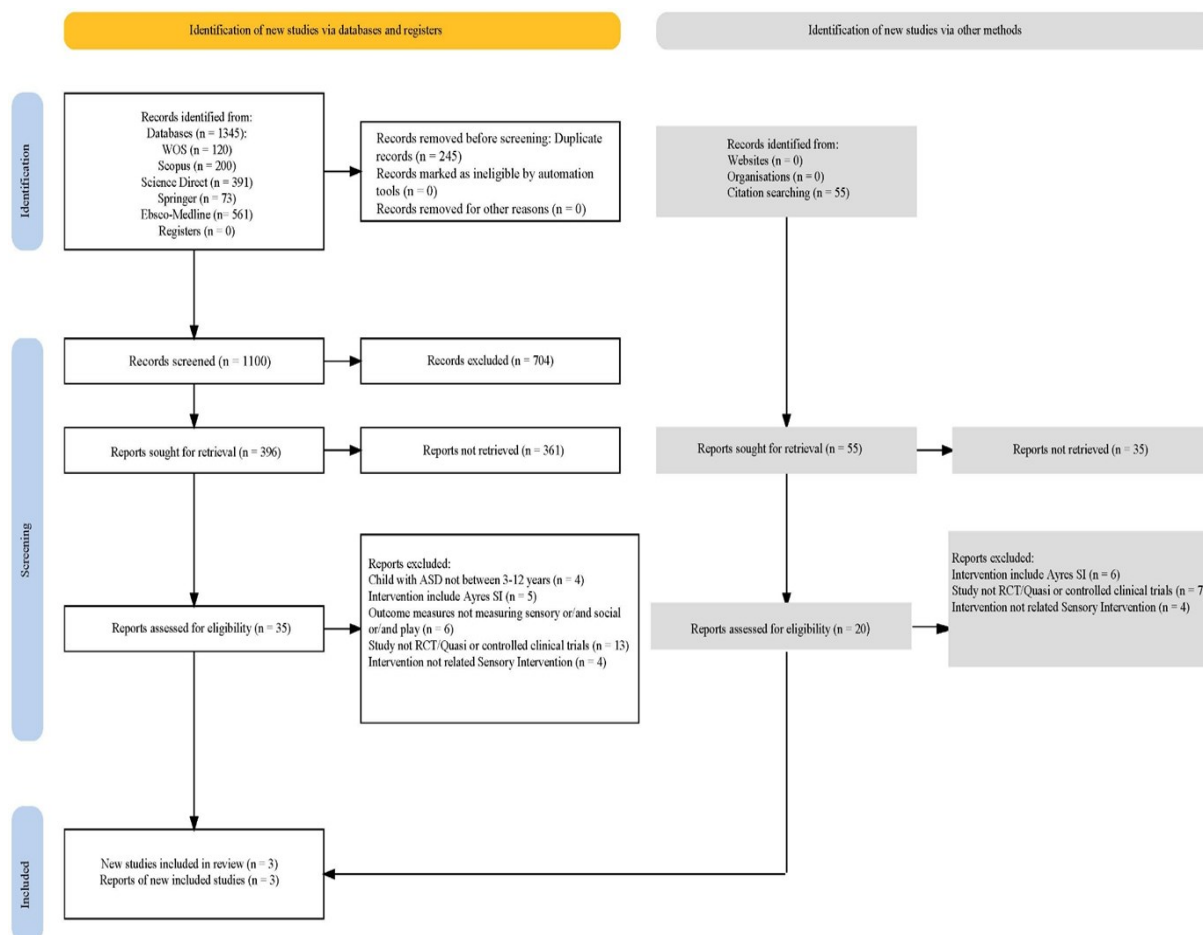 Identification of new studies via databases and registers
Identification of new studies via other methods
Identification
Records identified from:
Databases (n = 1345):
WOS (n = 120)
Scopus (n = 200)
Science Direct (n = 391)
Springer (n = 73)
Ebsco-Medline (n= 561)
Registers (n = 0)
Records removed before screening: Duplicate
records (n = 245)
Records marked as ineligible by automation
tools (n = 0)
Records removed for other reasons (n = 0)
Records identified from:
Websites (n = 0)
Organisations (n = 0)
Citation searching (n = 55)
Screening
Records screened (n = 1100)
Records excluded (n = 704)
Reports sought for retrieval (n = 396)
Reports not retrieved (n = 361)
Reports sought for retrieval (n = 55)
Reports not retrieved (n = 35)
Reports assessed for eligibility (n = 35)
Reports excluded:
Child with ASD not between 3-12 years (n = 4)
Intervention include Ayres SI (n = 5)
Outcome measures not measuring sensory or/and social
or/and play (n = 6)
Study not RCT/Quasi or controlled clinical trials (n = 13)
Intervention not related Sensory Intervention (n = 4)
Reports assessed for eligibility (n = 20)
Reports excluded:
Intervention include Ayres SI (n = 6)
Study not RCT/Quasi or controlled clinical trials (n = 7
Intervention not related Sensory Intervention (n = 4)
Included
New studies included in review (n = 3)
Reports of new included studies (n = 3)